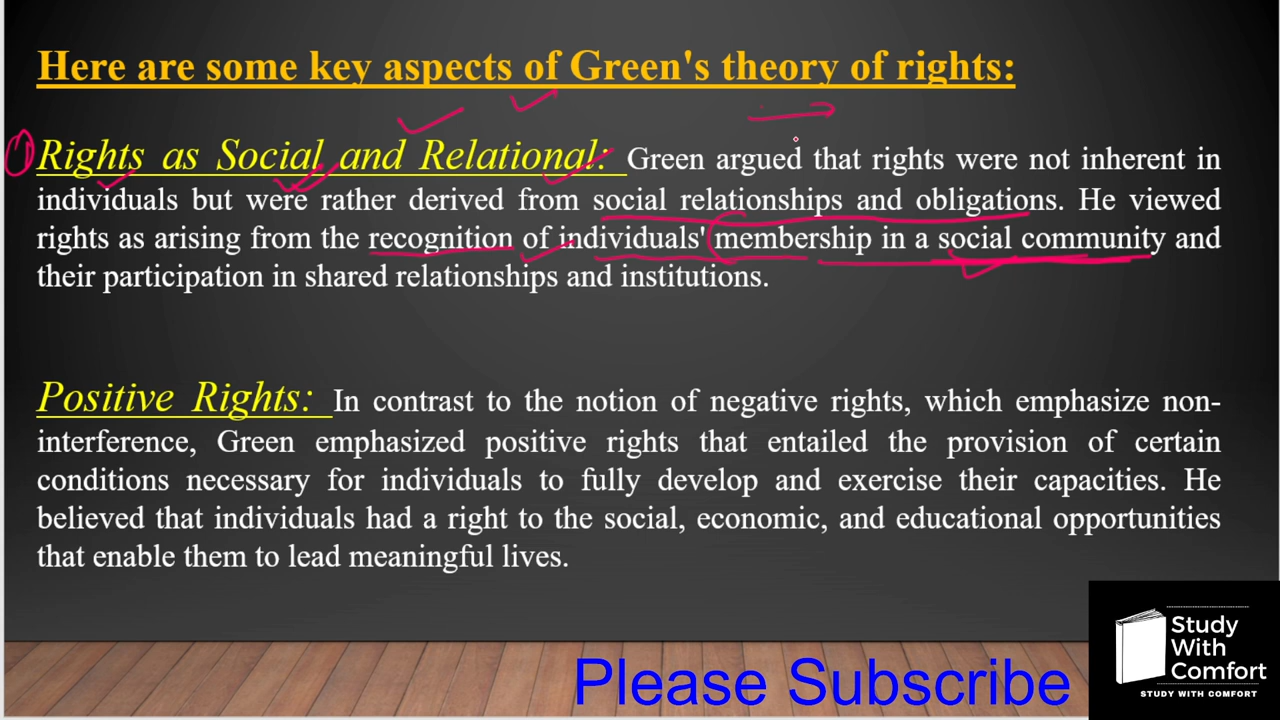 Here are some key aspects of Green's theory of rights:
Rights as Social and Relational: Green argued that rights were not inherent in
individuals but were rather derived from social relationships and obligations. He viewed
rights as arising from the recognition of individuals' membership in a social community and
their participation in shared relationships and institutions.
Positive Rights: In contrast to the notion of negative rights, which emphasize non-
interference, Green emphasized positive rights that entailed the provision of certain
conditions necessary for individuals to fully develop and exercise their capacities. He
believed that individuals had a right to the social, economic, and educational opportunities
that enable them to lead meaningful lives.
Please Subscribe
Study
With
Comfort
STUDY WITH COMFORT